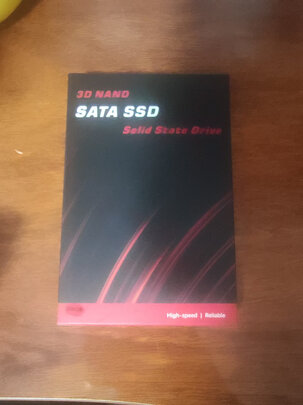 3D NAND
SATA SSD
Solid State Drive
High-speed | Reliable